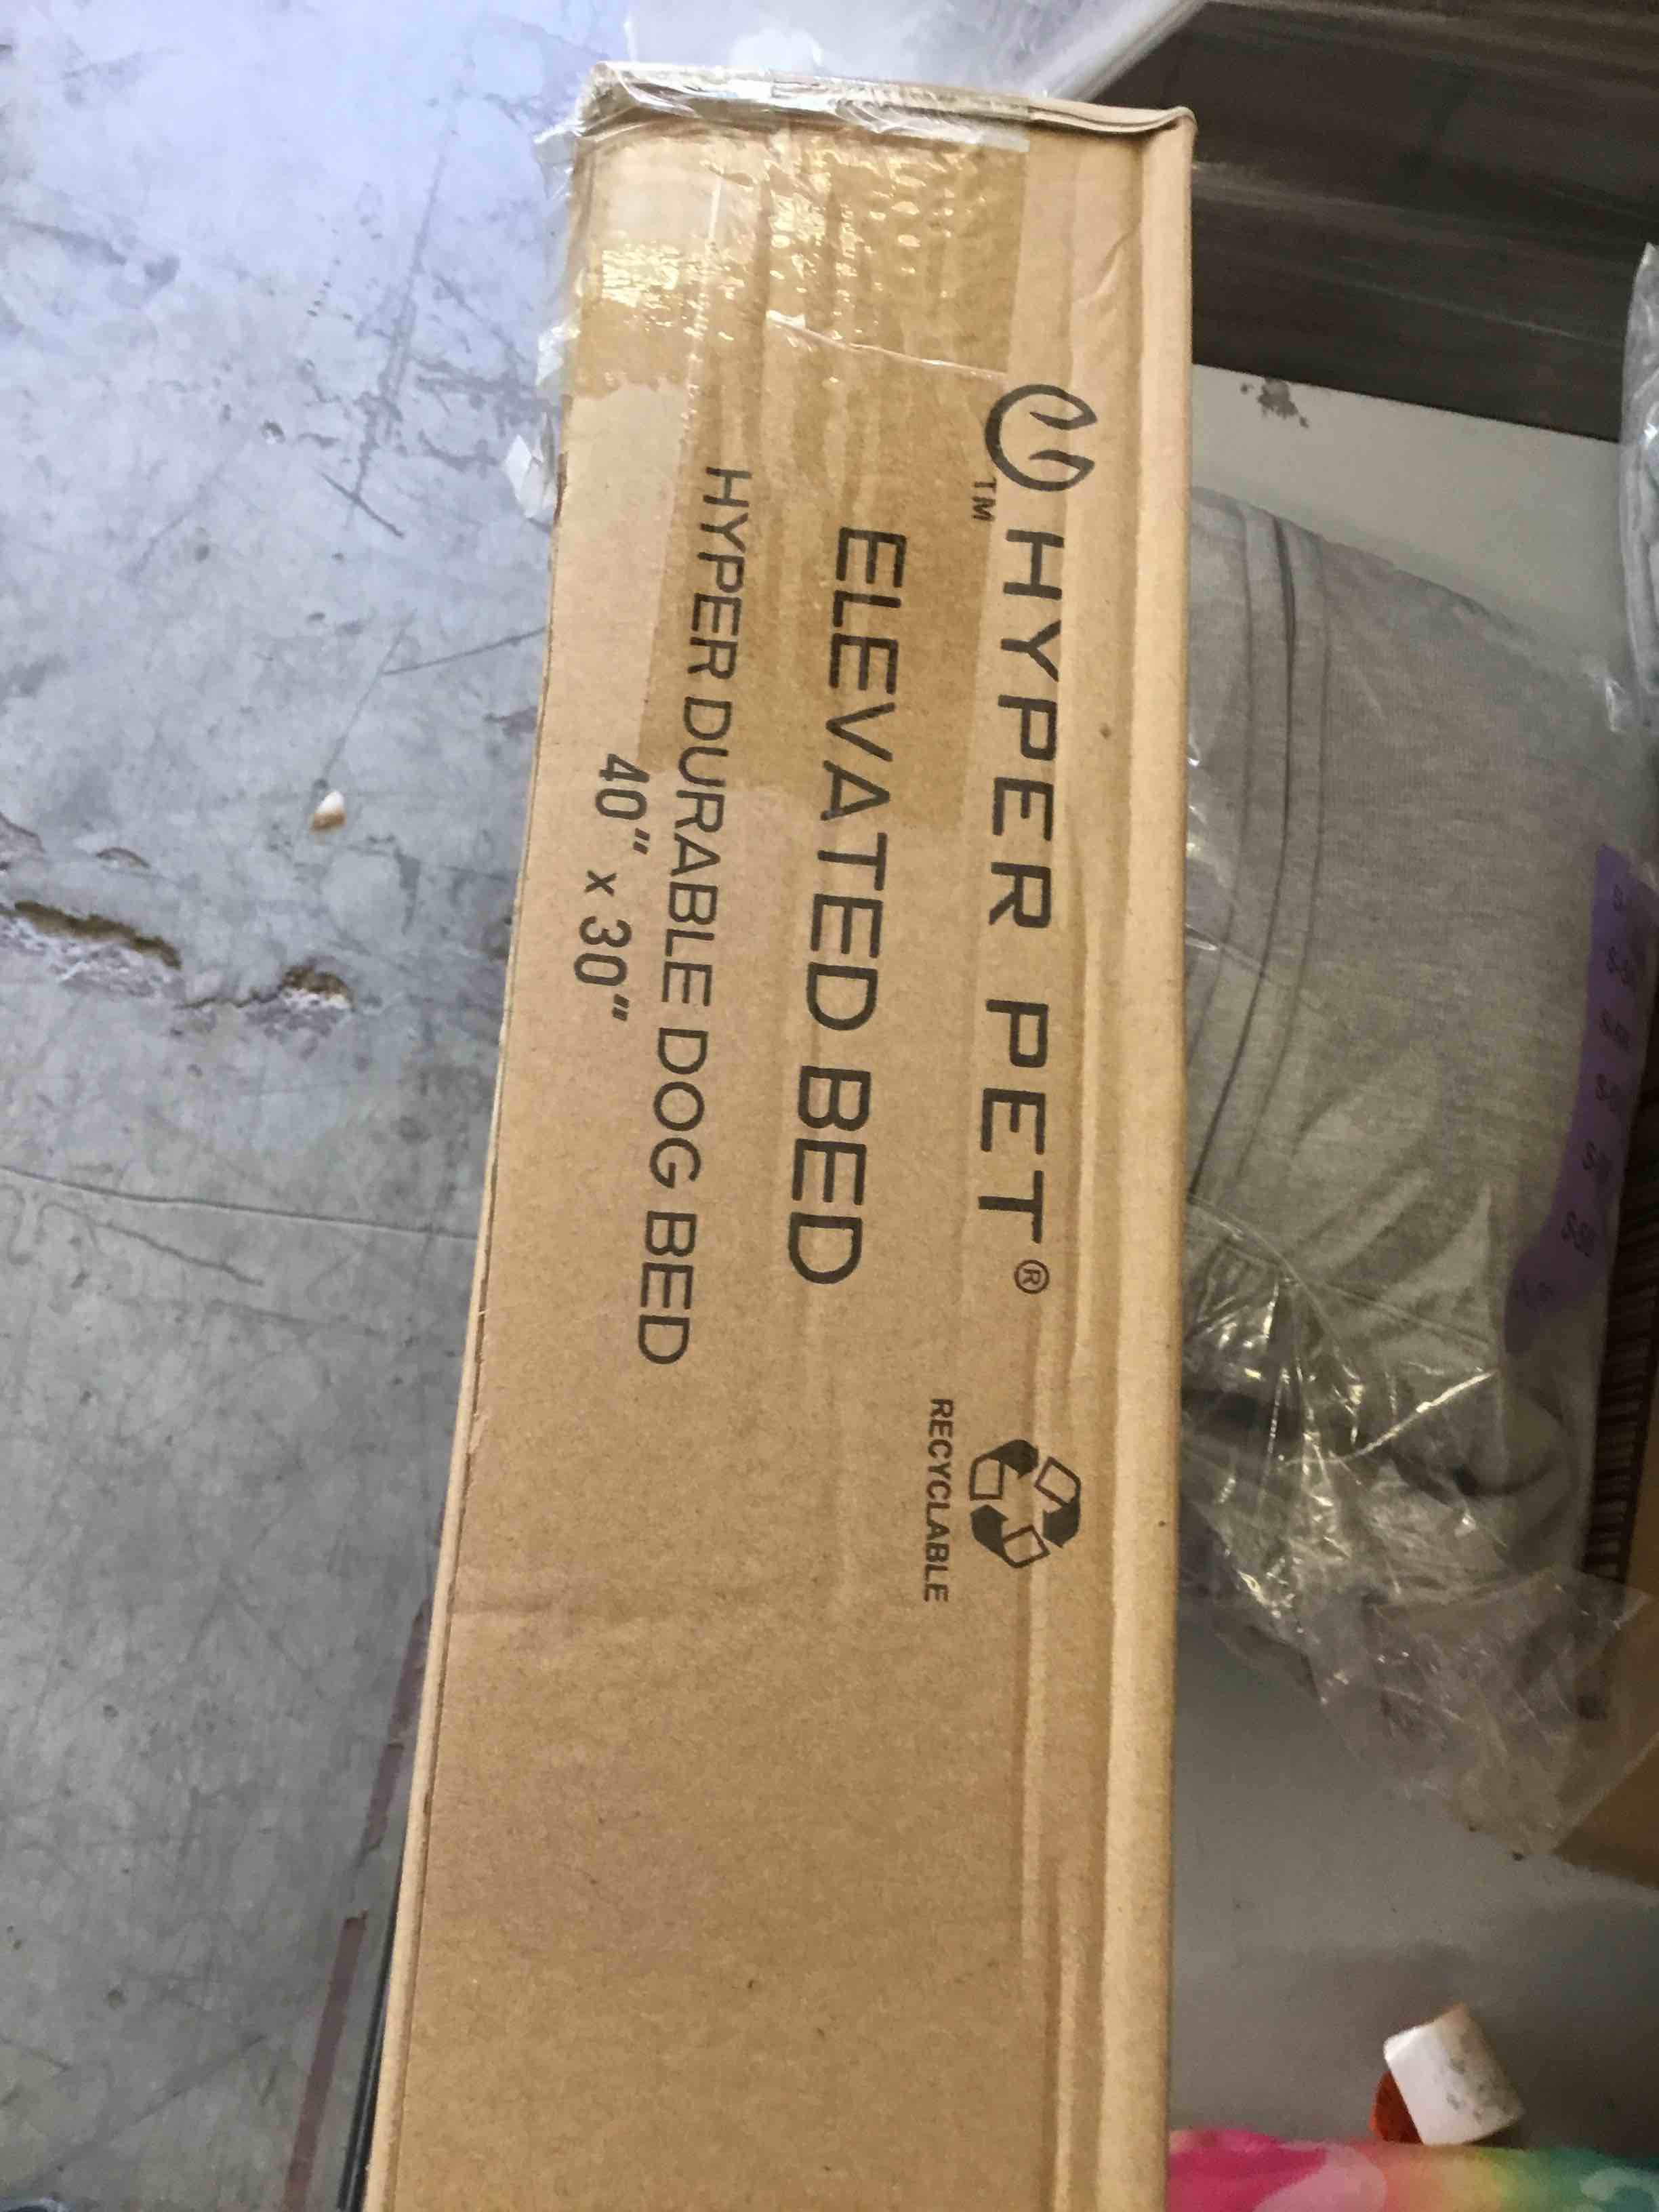 HYPER PET®
™
ELEVATED BED
HYPER DURABLE DOG BED
40" x 30"
RECYCLABLE